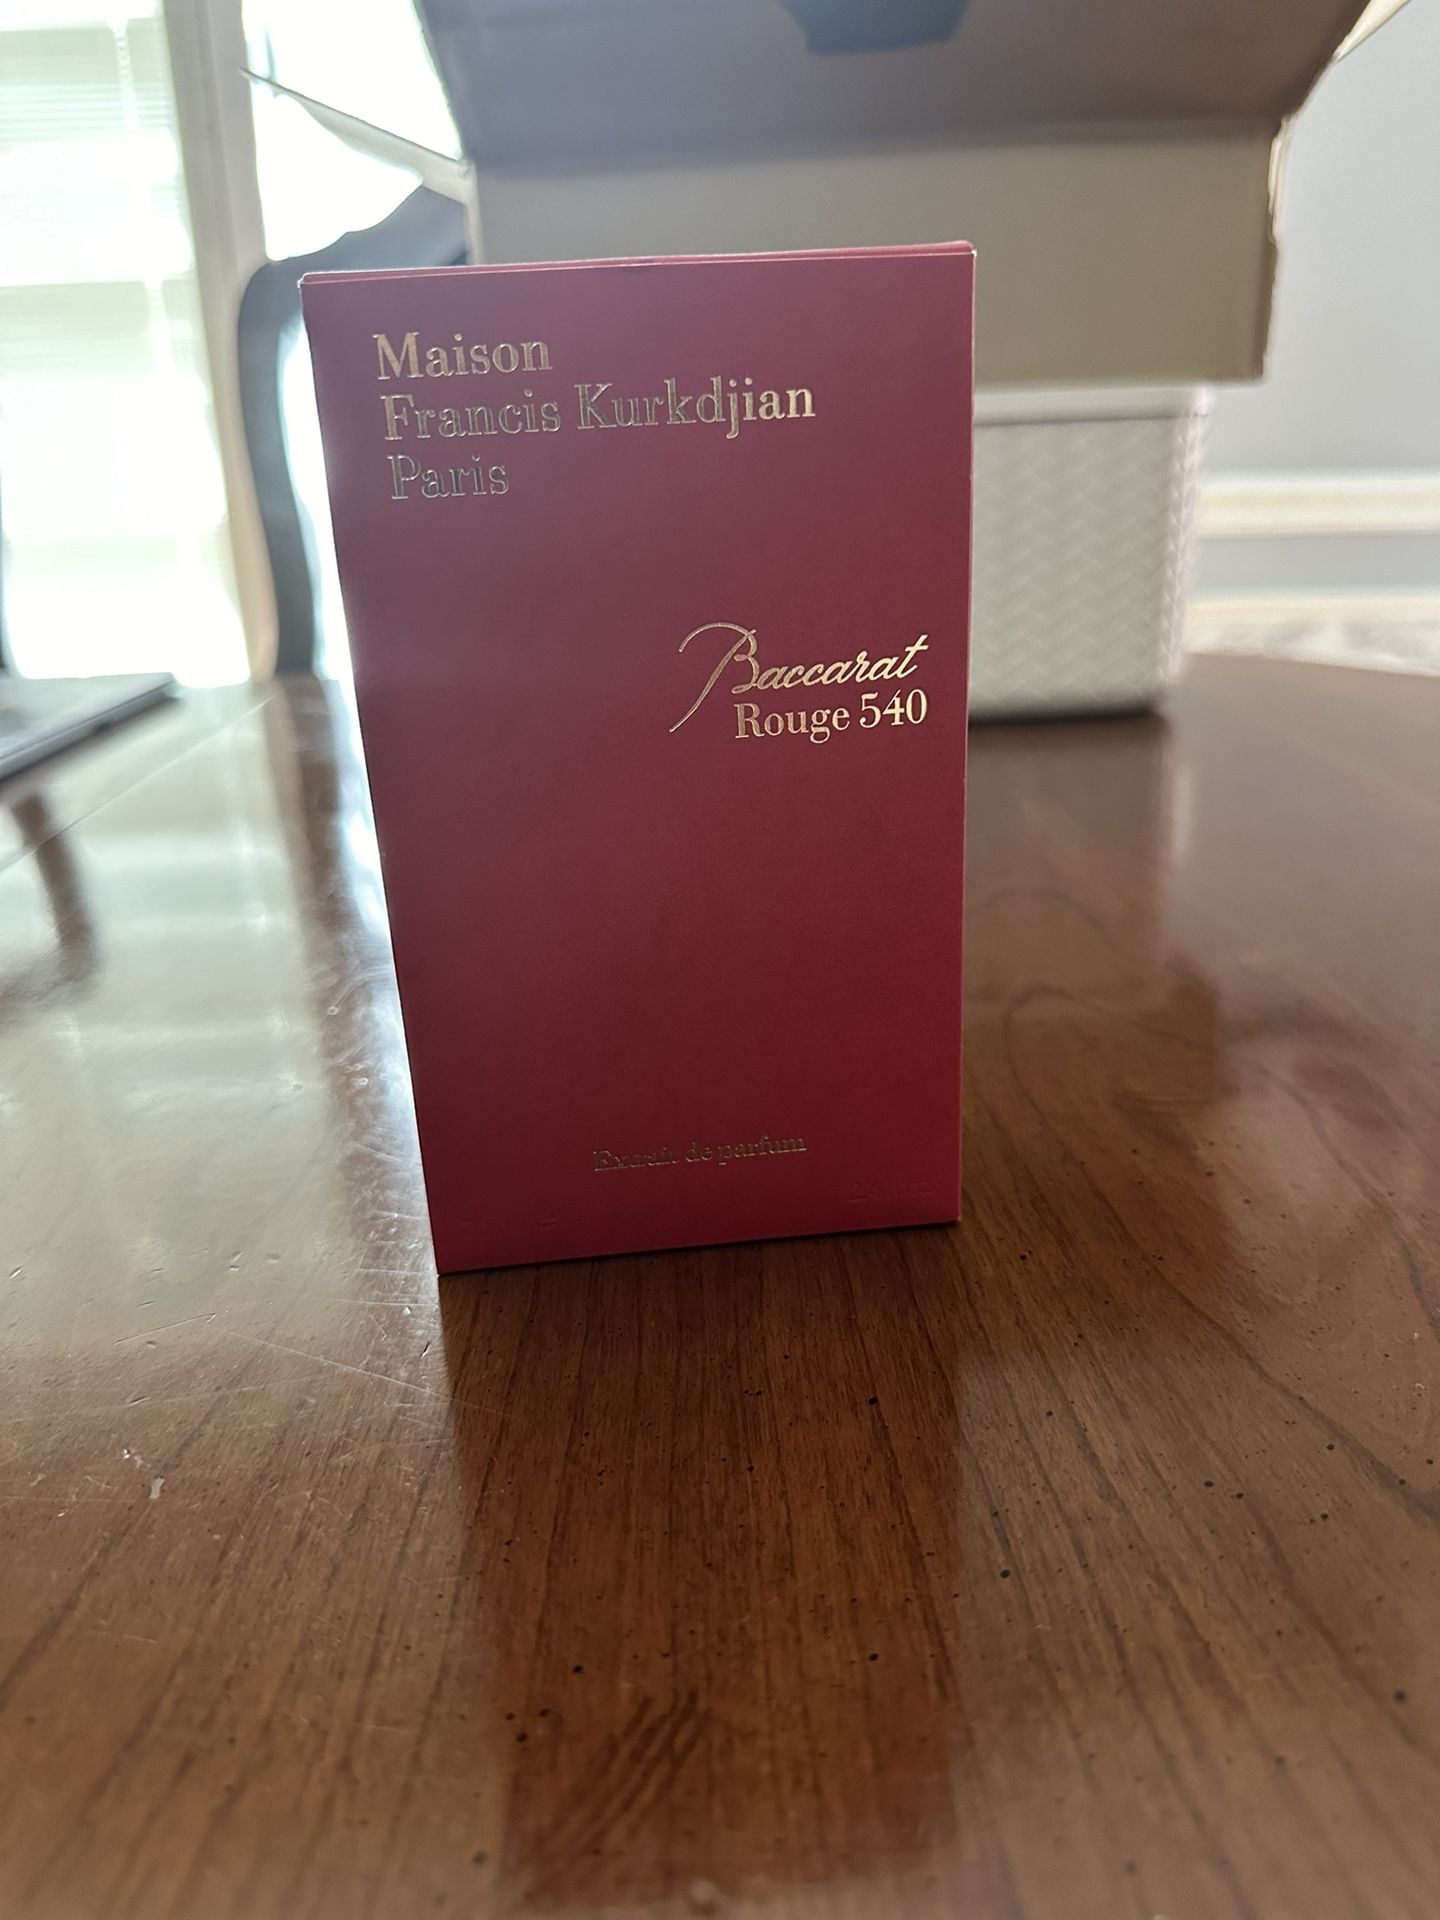 Maison
Francis Kurkdjian
Paris
Baccarat
Rouge 540
Extrait de parfum